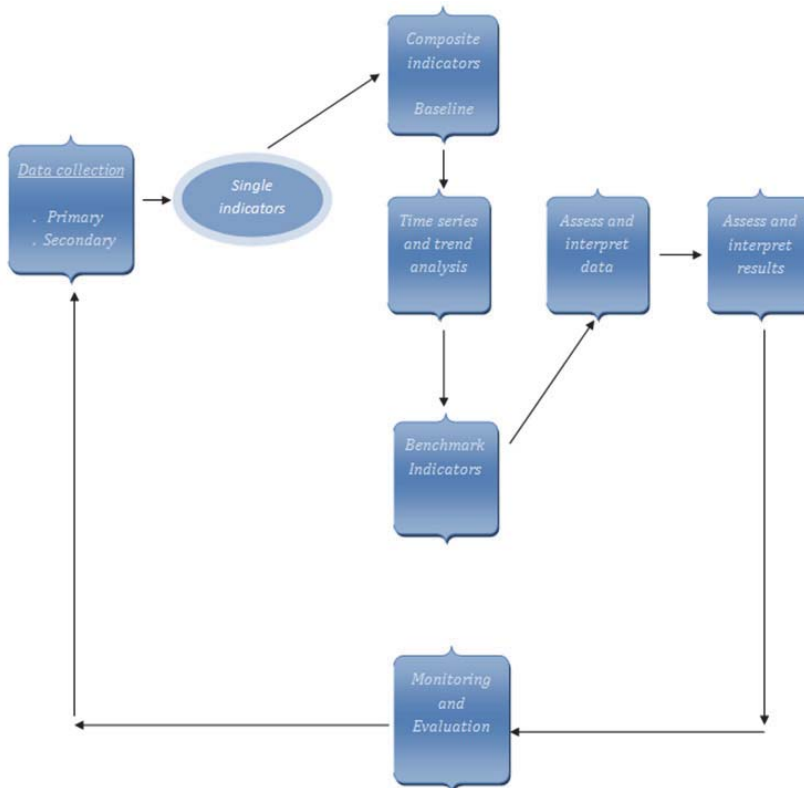 Data collection
. Primary
. Secondary
Single
indicators
Composite
indicators
Baseline
Time series
and trend
analysis
Benchmark
Indicators
Assess and
interpret
data
Assess and
interpret
results
Monitoring
and
Evaluation